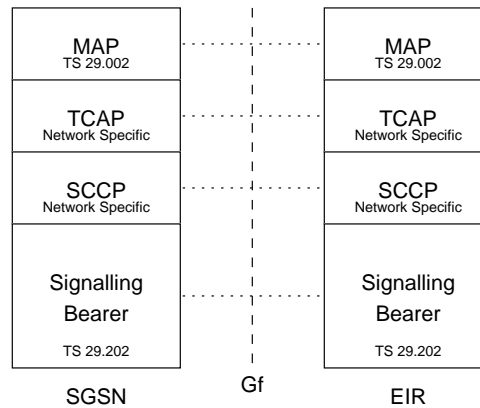 MAP
TS 29.002
TCAP
Network Specific
SCCP
Network Specific
Signalling
Bearer
TS 29.202
SGSN
Gf
MAP
TS 29.002
TCAP
Network Specific
SCCP
Network Specific
Signalling
Bearer
TS 29.202
EIR